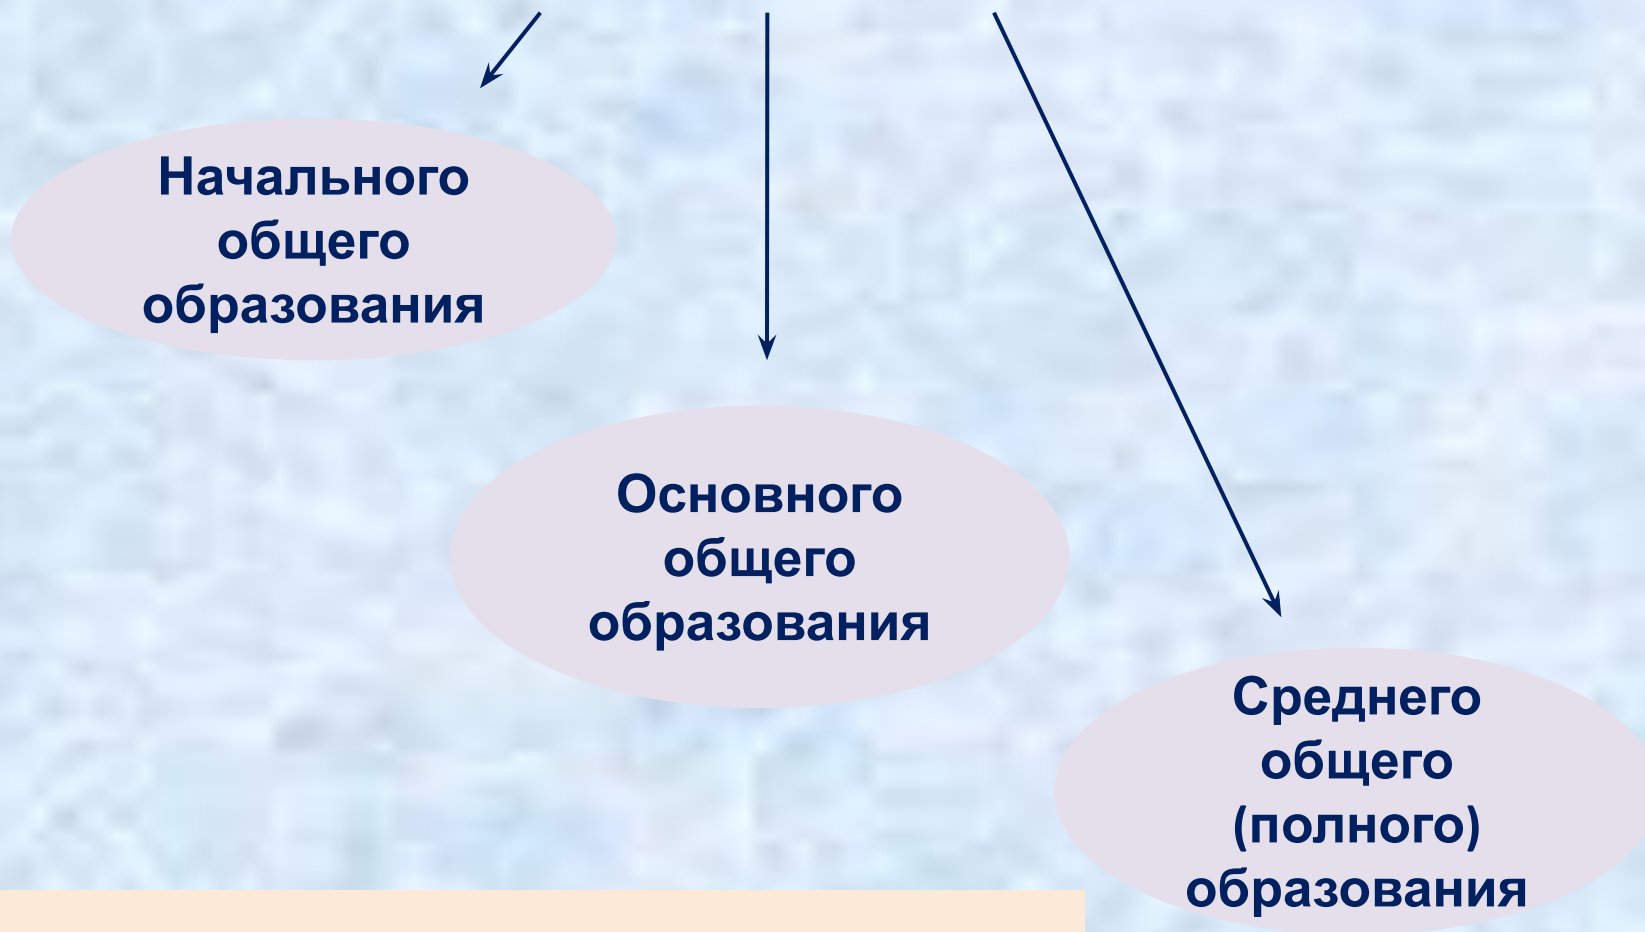 Начального
общего
образования
Основного
общего
образования
Среднего
общего
(полного)
образования